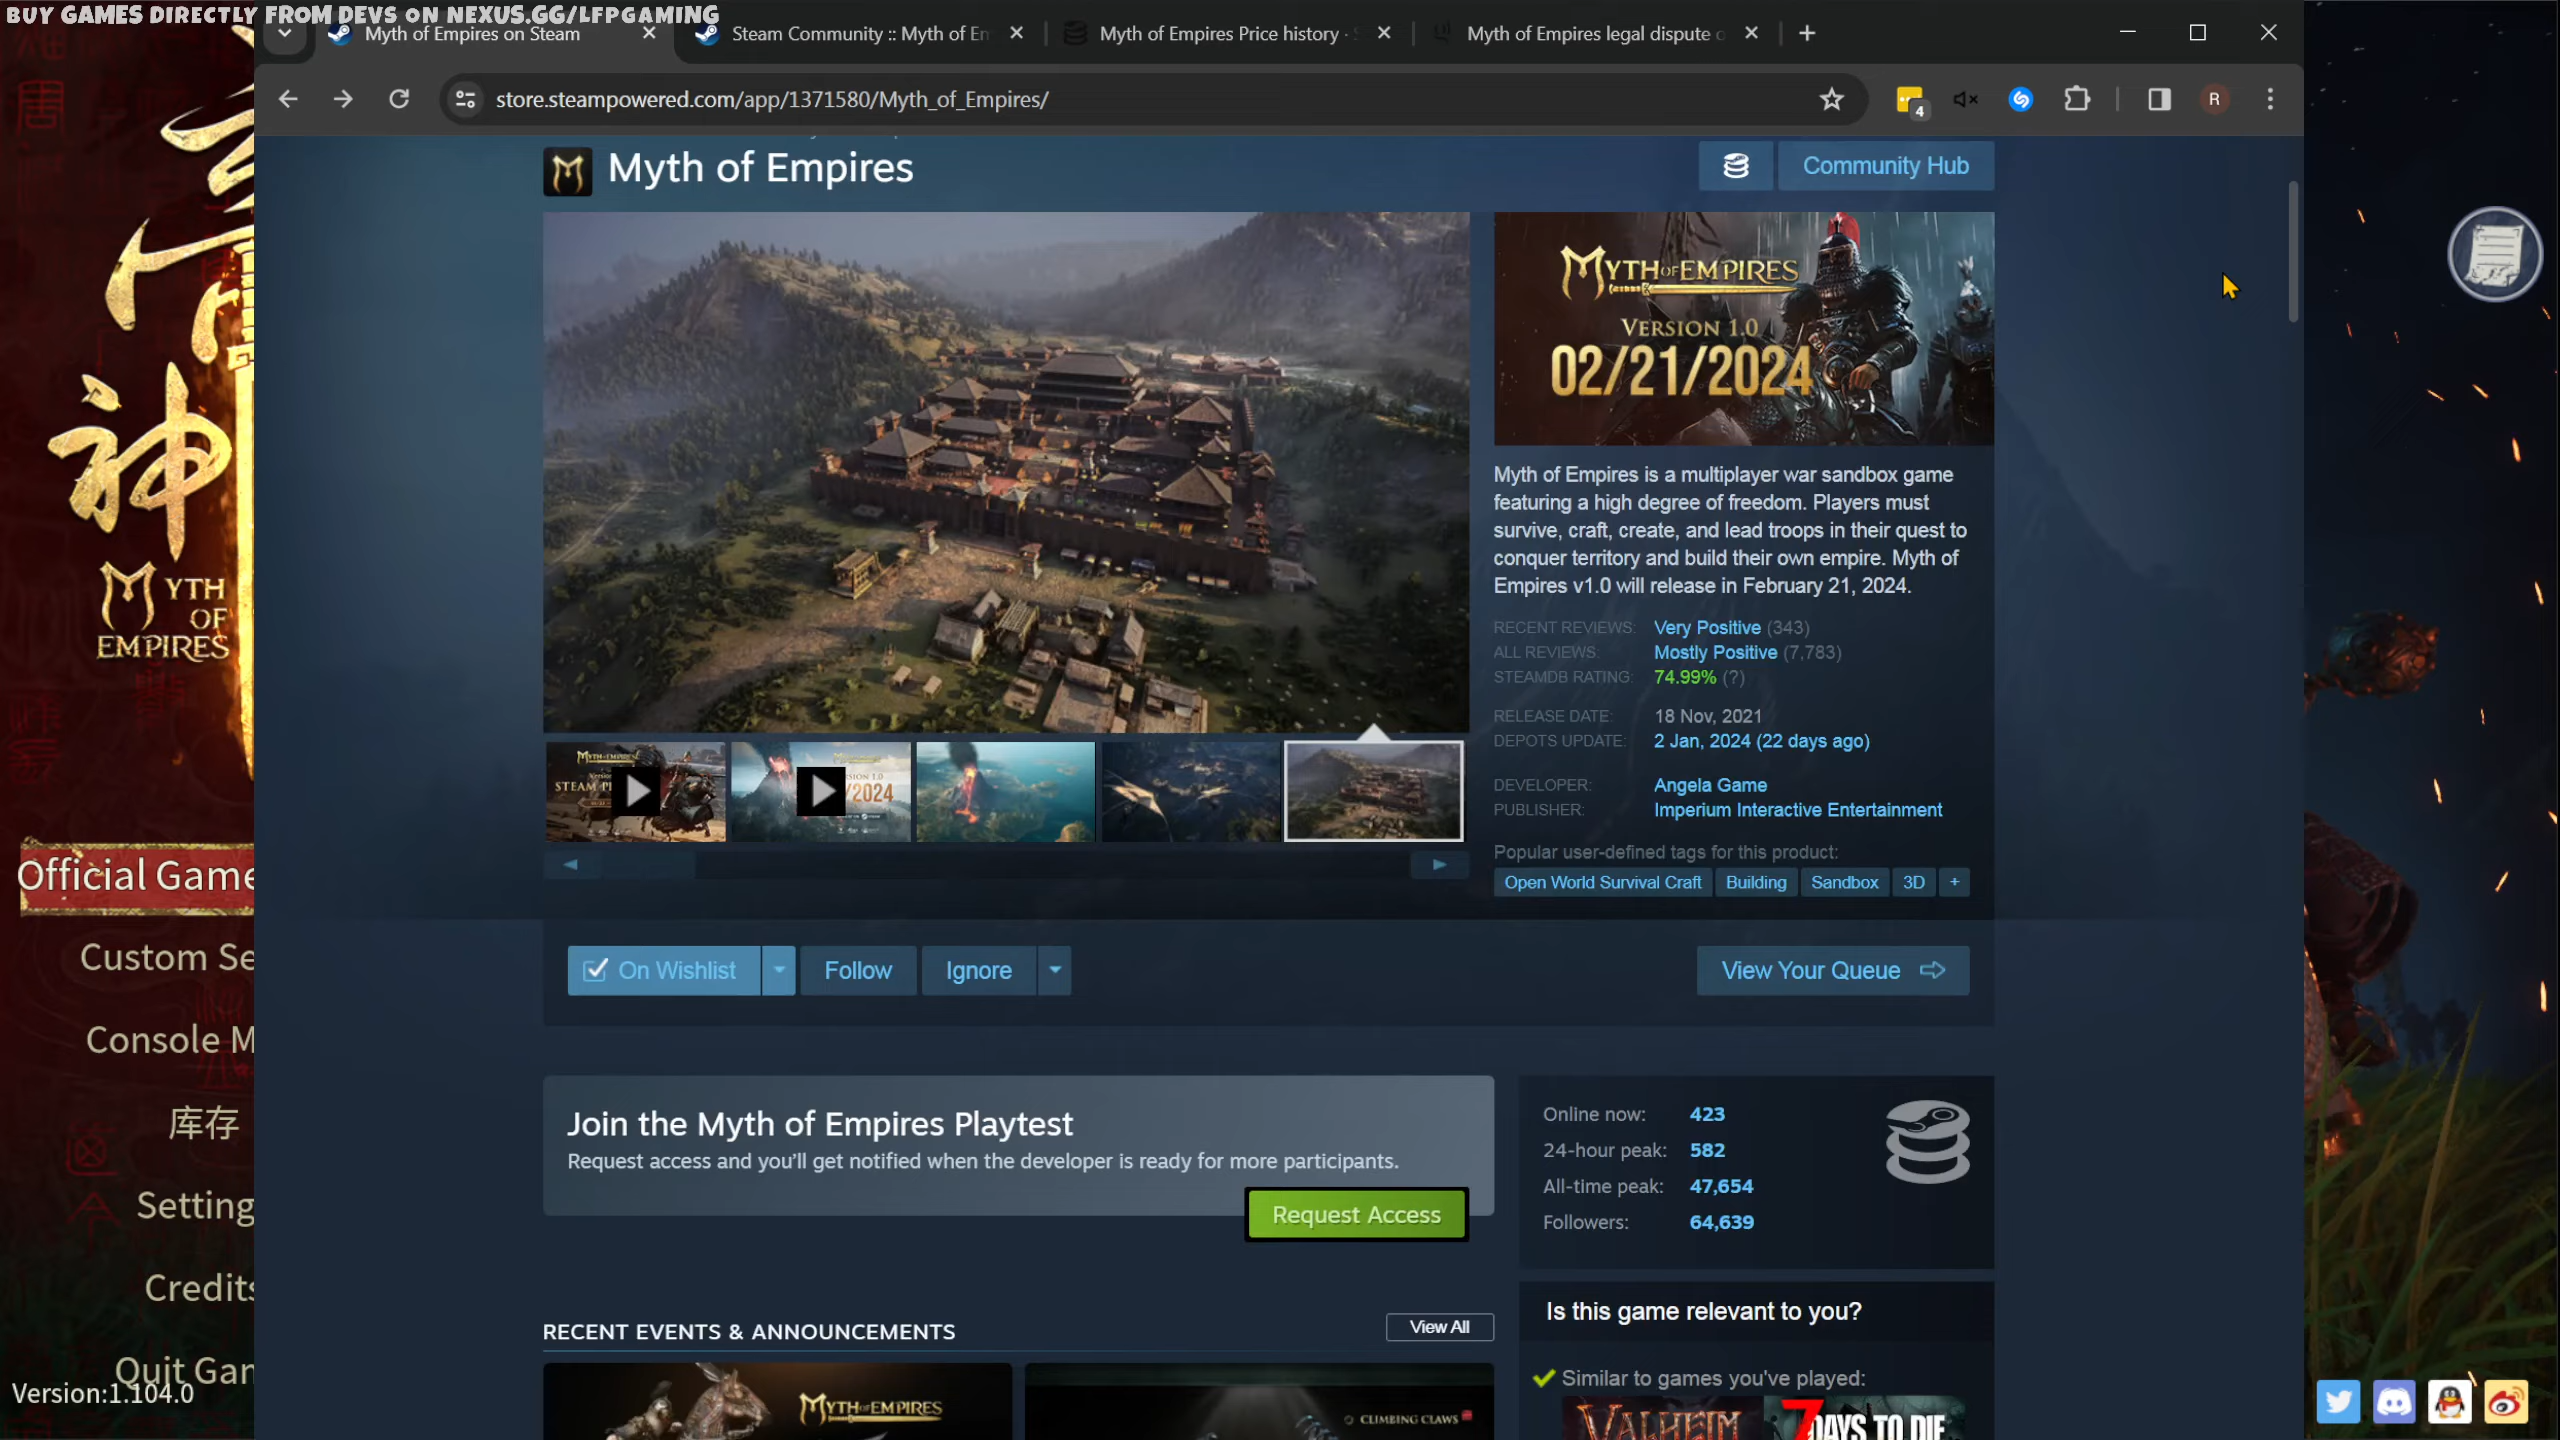 BUY GAMES DIRECTLY FROM DEVS ON NEXUS.GG/LFPGAMING
Myth of Empires on Steam
Steam Community :: Myth of Em
Myth of Empires Price history ·
Myth of Empires legal dispute o
store.steampowered.com/app/1371580/Myth_of_Empires/
4
R
Myth of Empires
Community Hub
MYTH OF EMPIRES
VERSION 1.0
02/21/2024
Myth of Empires is a multiplayer war sandbox game
featuring a high degree of freedom. Players must
survive, craft, create, and lead troops in their quest to
conquer territory and build their own empire. Myth of
Empires v1.0 will release in February 21, 2024.
RECENT REVIEWS: Very Positive (343)
ALL REVIEWS: Mostly Positive (7,783)
STEAMDB RATING: 74.99% (?)
RELEASE DATE: 18 Nov, 2021
DEPOTS UPDATE: 2 Jan, 2024 (22 days ago)
DEVELOPER: Angela Game
PUBLISHER: Imperium Interactive Entertainment
Popular user-defined tags for this product:
Open World Survival Craft Building Sandbox 3D +
On Wishlist Follow Ignore View Your Queue
Join the Myth of Empires Playtest
Request access and you'll get notified when the developer is ready for more participants.
Request Access
Online now: 423
24-hour peak: 582
All-time peak: 47,654
Followers: 64,639
Is this game relevant to you?
Similar to games you've played:
VALHEIM
7 DAYS TO DIE
RECENT EVENTS & ANNOUNCEMENTS
View All
MYTH OF EMPIRES
CLIMBING CLAWS
神
MYTH
OF
EMPIRES
Official Game
Custom Se
Console M
库存
Setting
Credits
Quit Gam
Version:1.104.0